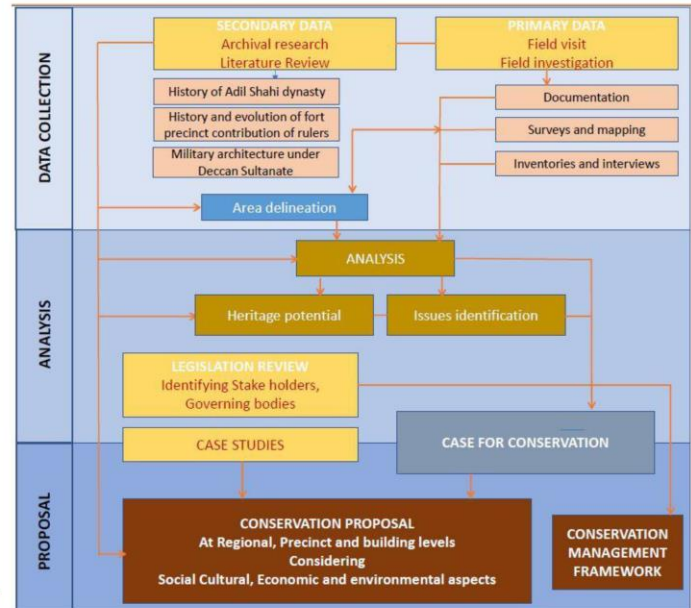 DATA COLLECTION
SECONDARY DATA
Archival research
Literature Review
PRIMARY DATA
Field visit
Field investigation
History of Adil Shahi dynasty
History and evolution of fort
precinct contribution of rulers
Military architecture under
Deccan Sultanate
Documentation
Surveys and mapping
Inventories and interviews
Area delineation
ANALYSIS
ANALYSIS
Heritage potential
Issues identification
LEGISLATION REVIEW
Identifying Stake holders,
Governing bodies
CASE STUDIES
CASE FOR CONSERVATION
PROPOSAL
CONSERVATION PROPOSAL
At Regional, Precinct and building levels
Considering
Social Cultural, Economic and environmental aspects
CONSERVATION
MANAGEMENT
FRAMEWORK